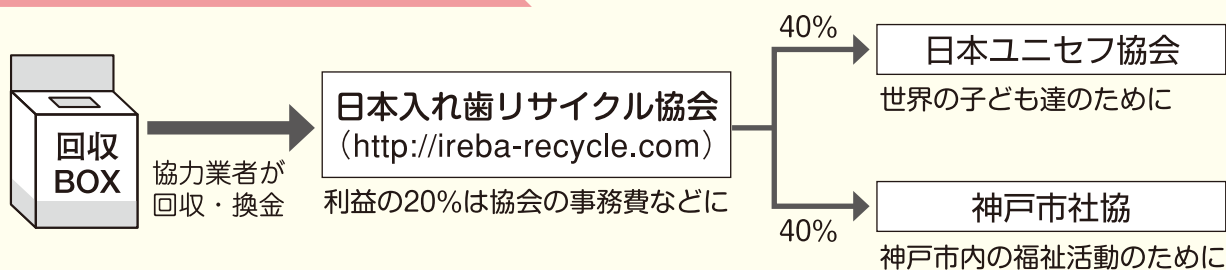 回収
BOX
協力業者が
回収・換金
日本入れ歯リサイクル協会
（http://ireba-recycle.com）
利益の20%は協会の事務費などに
40%
日本ユニセフ協会
世界の子ども達のために
40%
神戸市社協
神戸市内の福祉活動のために